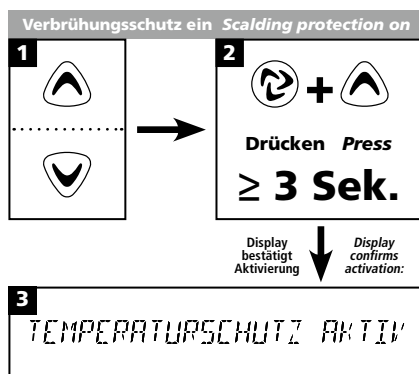 Verbrühungsschutz ein Scalding protection on
1
2
+
Drücken Press
≥ 3 Sek.
Display
bestätigt
Aktivierung
Display
confirms
activation:
3
TEMPERATURSCHUTZ AKTIV